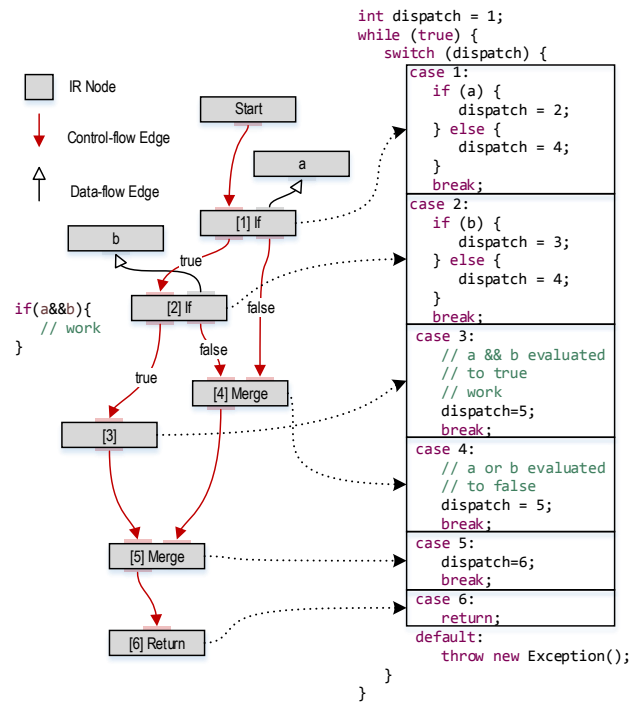 IR Node
Control-flow Edge
Data-flow Edge
if(a&&b){
// work
}
Start
a
[1] If
b
true
[2] If
false
false
true
[4] Merge
[3]
[5] Merge
[6] Return
int dispatch = 1;
while (true) {
switch (dispatch) {
case 1:
if (a) {
dispatch = 2;
} else {
dispatch = 4;
}
break;
case 2:
if (b) {
dispatch = 3;
} else {
dispatch = 4;
}
break;
case 3:
// a && b evaluated
// to true
// work
dispatch=5;
break;
case 4:
// a or b evaluated
// to false
dispatch = 5;
break;
case 5:
dispatch=6;
break;
case 6:
return;
default:
throw new Exception();
}
}